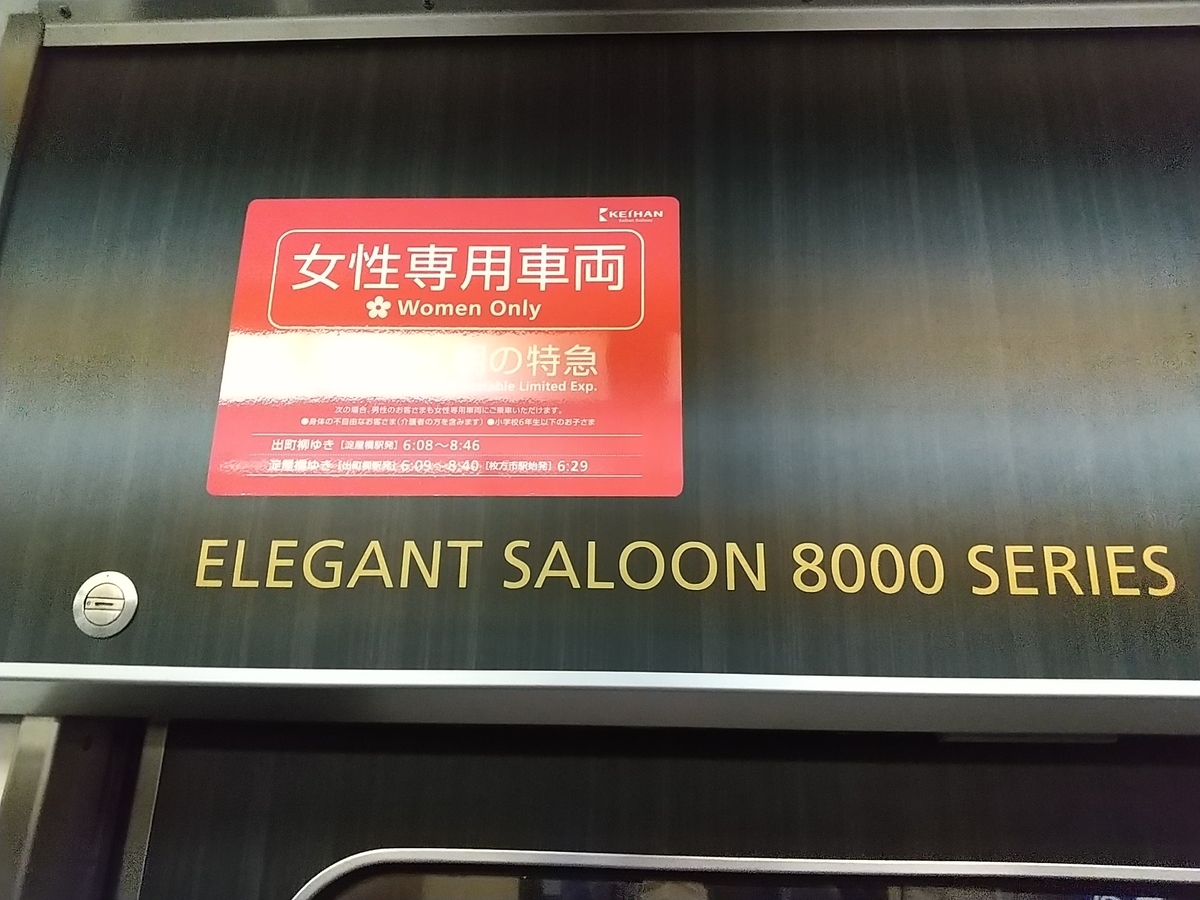 KEIHAN
Keihan Railway
女性専用車両
Women Only
の特急
Limited Exp.
次の場合、男性のお客さまも女性専用車両にご乗車いただけます。
●身体の不自由なお客さま(介護者の方を含みます) ●小学校6年生以下のお子さま
出町柳ゆき [淀屋橋駅発] 6:08～8:46
淀屋橋ゆき [出町柳駅発] 6:09～8:40 [枚方市駅始発] 6:29
ELEGANT SALOON 8000 SERIES